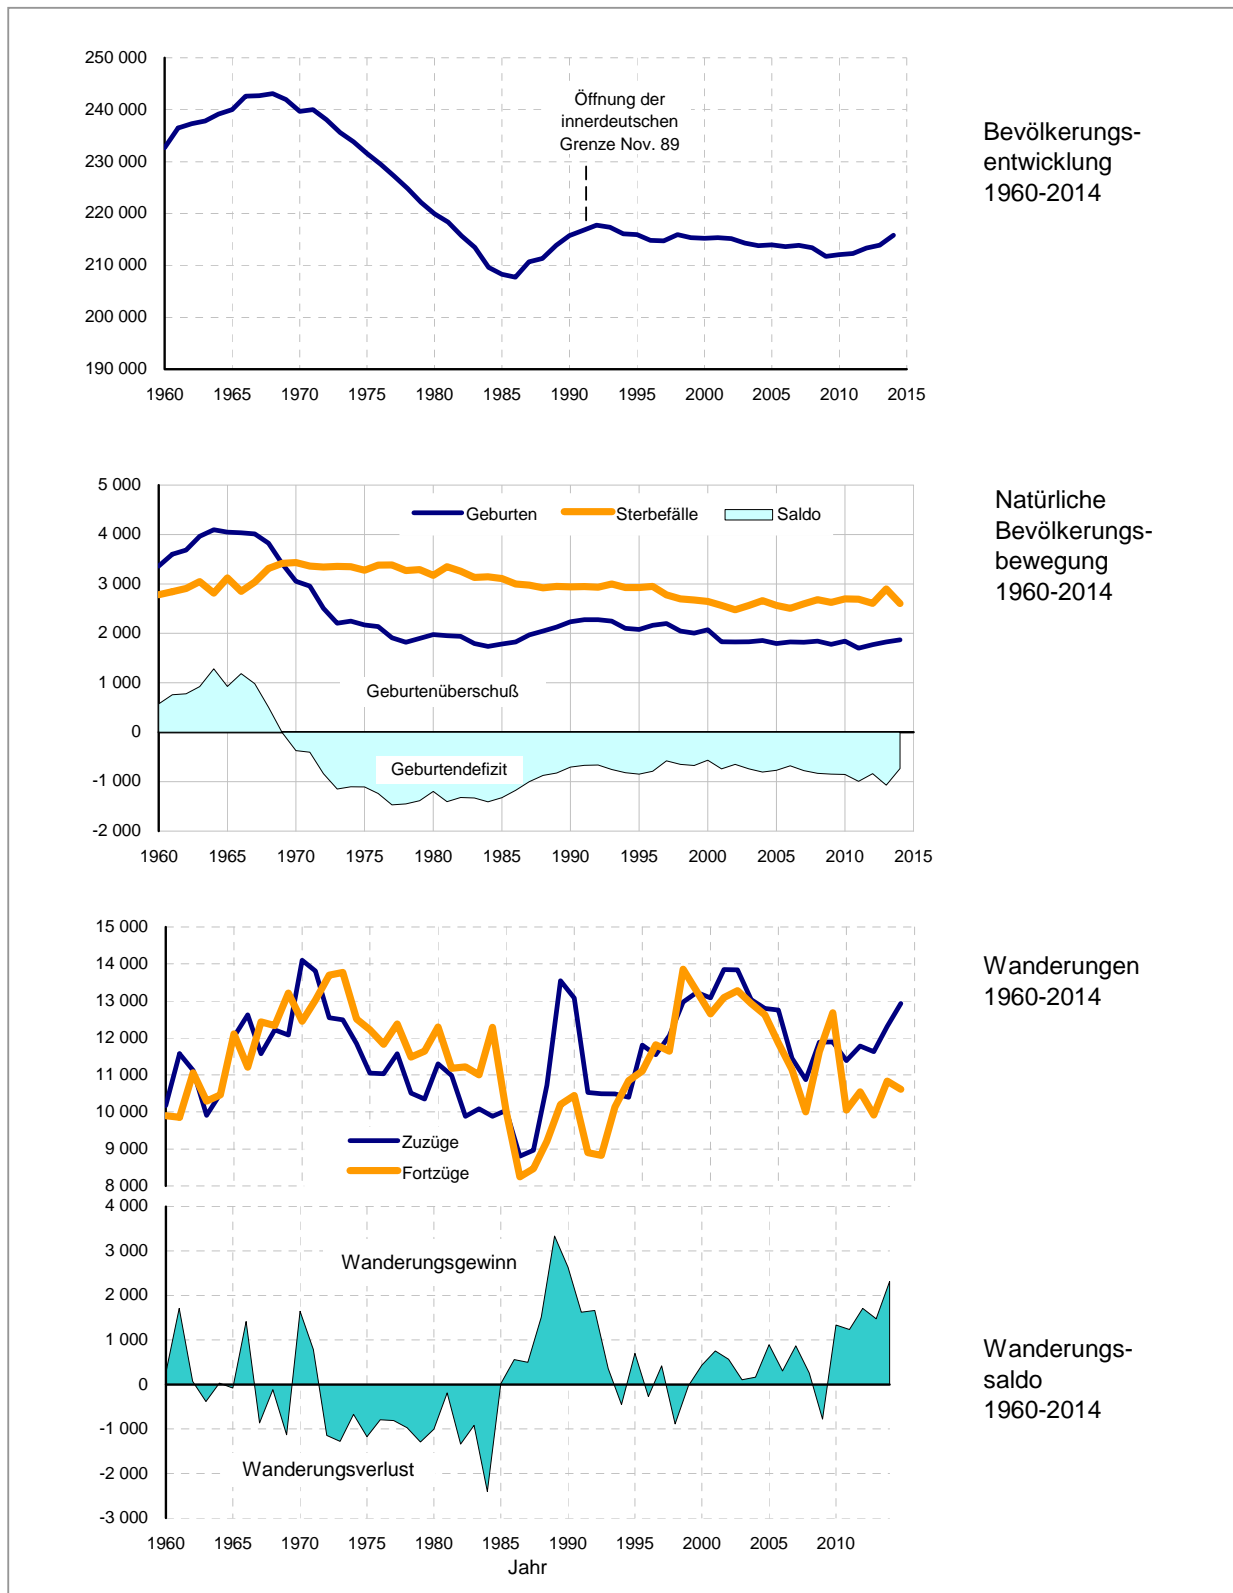 250 000
240 000
230 000
220 000
210 000
200 000
190 000
1960 1965 1970 1975 1980 1985 1990 1995 2000 2005 2010 2015
Öffnung der
innerdeutschen
Grenze Nov. 89
Bevölkerungs-
entwicklung
1960-2014
5 000
4 000
3 000
2 000
1 000
0
-1 000
-2 000
1960 1965 1970 1975 1980 1985 1990 1995 2000 2005 2010 2015
Geburten Sterbefälle Saldo
Geburtenüberschuß
Geburtendefizit
Natürliche
Bevölkerungs-
bewegung
1960-2014
15 000
14 000
13 000
12 000
11 000
10 000
9 000
8 000
Zuzüge
Fortzüge
Wanderungen
1960-2014
4 000
3 000
2 000
1 000
0
-1 000
-2 000
-3 000
Wanderungsgewinn
Wanderungsverlust
1960 1965 1970 1975 1980 1985 1990 1995 2000 2005 2010
Jahr
Wanderungs-
saldo
1960-2014